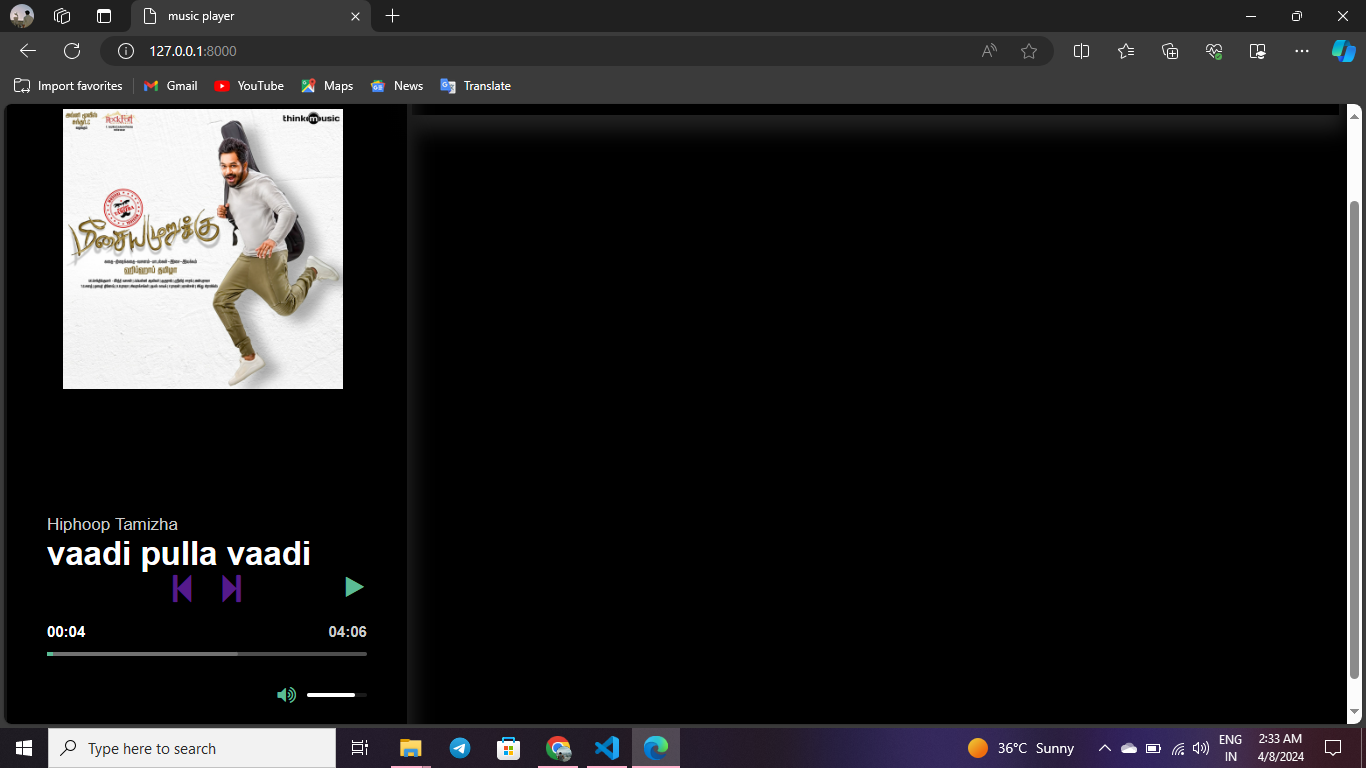 music player
127.0.0.1:8000
Import favorites
Gmail
YouTube
Maps
News
Translate
thinkmusic
மீசைய முறுக்கு
ஹிப்ஹாப் தமிழா
Hiphoop Tamizha
vaadi pulla vaadi
00:04
04:06
Type here to search
36°C Sunny
ENG
IN
2:33 AM
4/8/2024